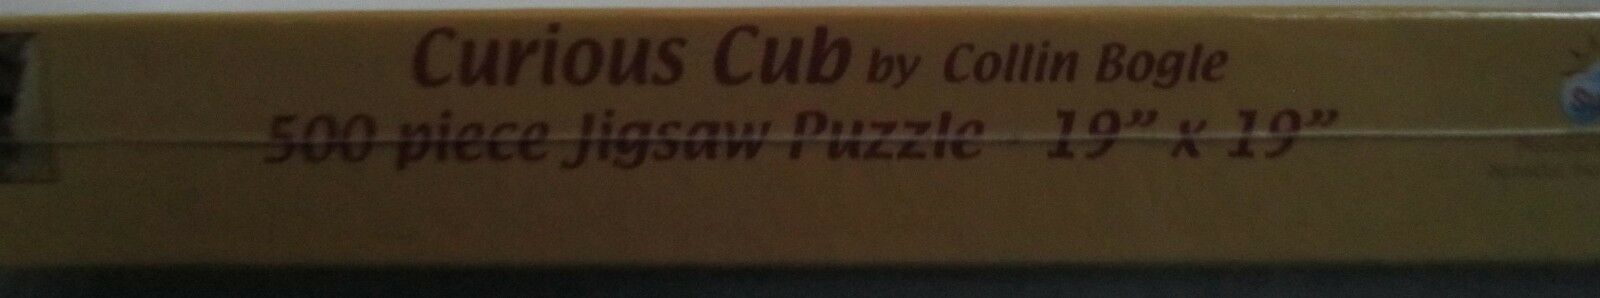 Curious Cub by Collin Bogle
500 piece Jigsaw Puzzle - 19” x 19”